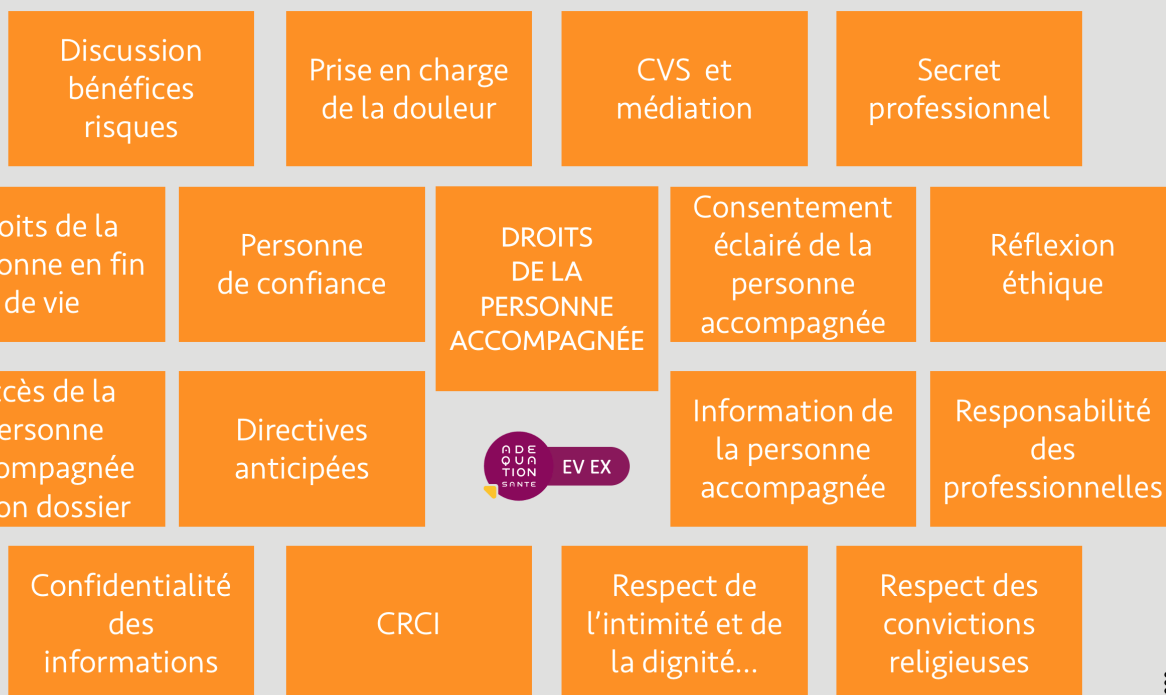 Discussion
bénéfices
risques
Prise en charge
de la douleur
CVS et
médiation
Secret
professionnel
oits de la
onne en fin
de vie
Personne
de confiance
DROITS
DE LA
PERSONNE
ACCOMPAGNÉE
Consentement
éclairé de la
personne
accompagnée
Réflexion
éthique
cès de la
ersonne
ompagnée
on dossier
Directives
anticipées
ADE
QUA
TION
SANTE
EV EX
Information de
la personne
accompagnée
Responsabilité
des
professionnelles
Confidentialité
des
informations
CRCI
Respect de
l'intimité et de
la dignité...
Respect des
convictions
religieuses